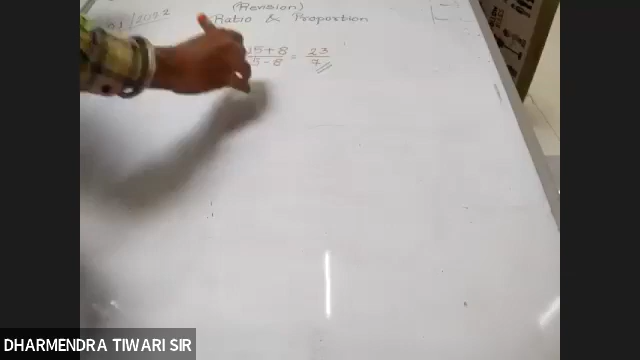 (Revision)
Ratio & Proportion
15+8 = 23
5-8 7
DHARMENDRA TIWARI SIR